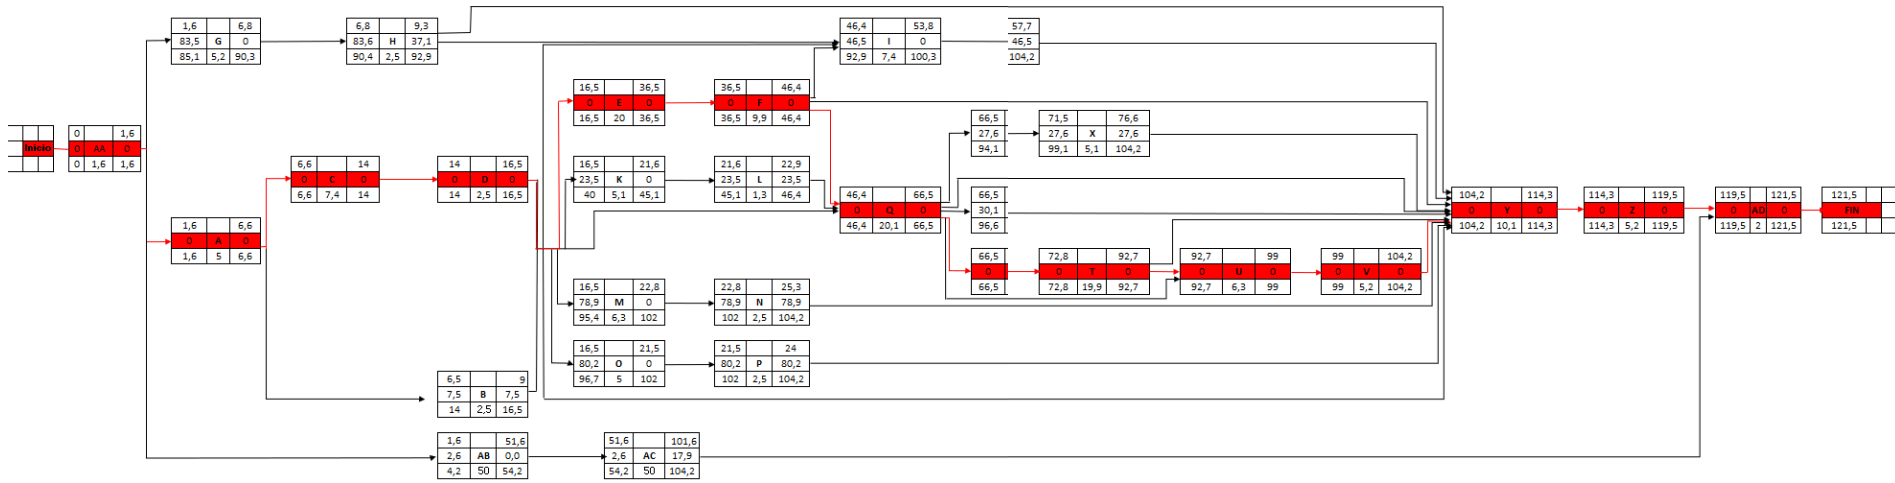 1,6 6,8
83,5 G 0
85,1 5,2 90,3
6,8 9,3
83,6 H 37,1
90,4 2,5 92,9
46,4 53,8
46,5 I 0
92,9 7,4 100,3
57,7
46,5
104,2
16,5 36,5
0 E 0
16,5 20 36,5
36,5 46,4
0 F 0
36,5 9,9 46,4
66,5
27,6
94,1
71,5 76,6
27,6 X 27,6
99,1 5,1 104,2
Inicio
0 1,6
0 AA 0
0 1,6 1,6
6,6 14
0 C 0
6,6 7,4 14
14 16,5
0 D 0
14 2,5 16,5
16,5 21,6
23,5 K 0
40 5,1 45,1
21,6 22,9
23,5 L 23,5
45,1 1,3 46,4
46,4 66,5
0 Q 0
46,4 20,1 66,5
66,5
30,1
96,6
104,2 114,3
0 Y 0
104,2 10,1 114,3
114,3 119,5
0 Z 0
114,3 5,2 119,5
119,5 121,5
0 AD 0
119,5 2 121,5
121,5
FIN
121,5
1,6 6,6
0 A 0
1,6 5 6,6
66,5
0
66,5
72,8 92,7
0 T 0
72,8 19,9 92,7
92,7 99
0 U 0
92,7 6,3 99
99 104,2
0 V 0
99 5,2 104,2
16,5 22,8
78,9 M 0
95,4 6,3 102
22,8 25,3
78,9 N 78,9
102 2,5 104,2
16,5 21,5
80,2 O 0
96,7 5 102
21,5 24
80,2 P 80,2
102 2,5 104,2
6,5 9
7,5 B 7,5
14 2,5 16,5
1,6 51,6
2,6 AB 0,0
4,2 50 54,2
51,6 101,6
2,6 AC 17,9
54,2 50 104,2